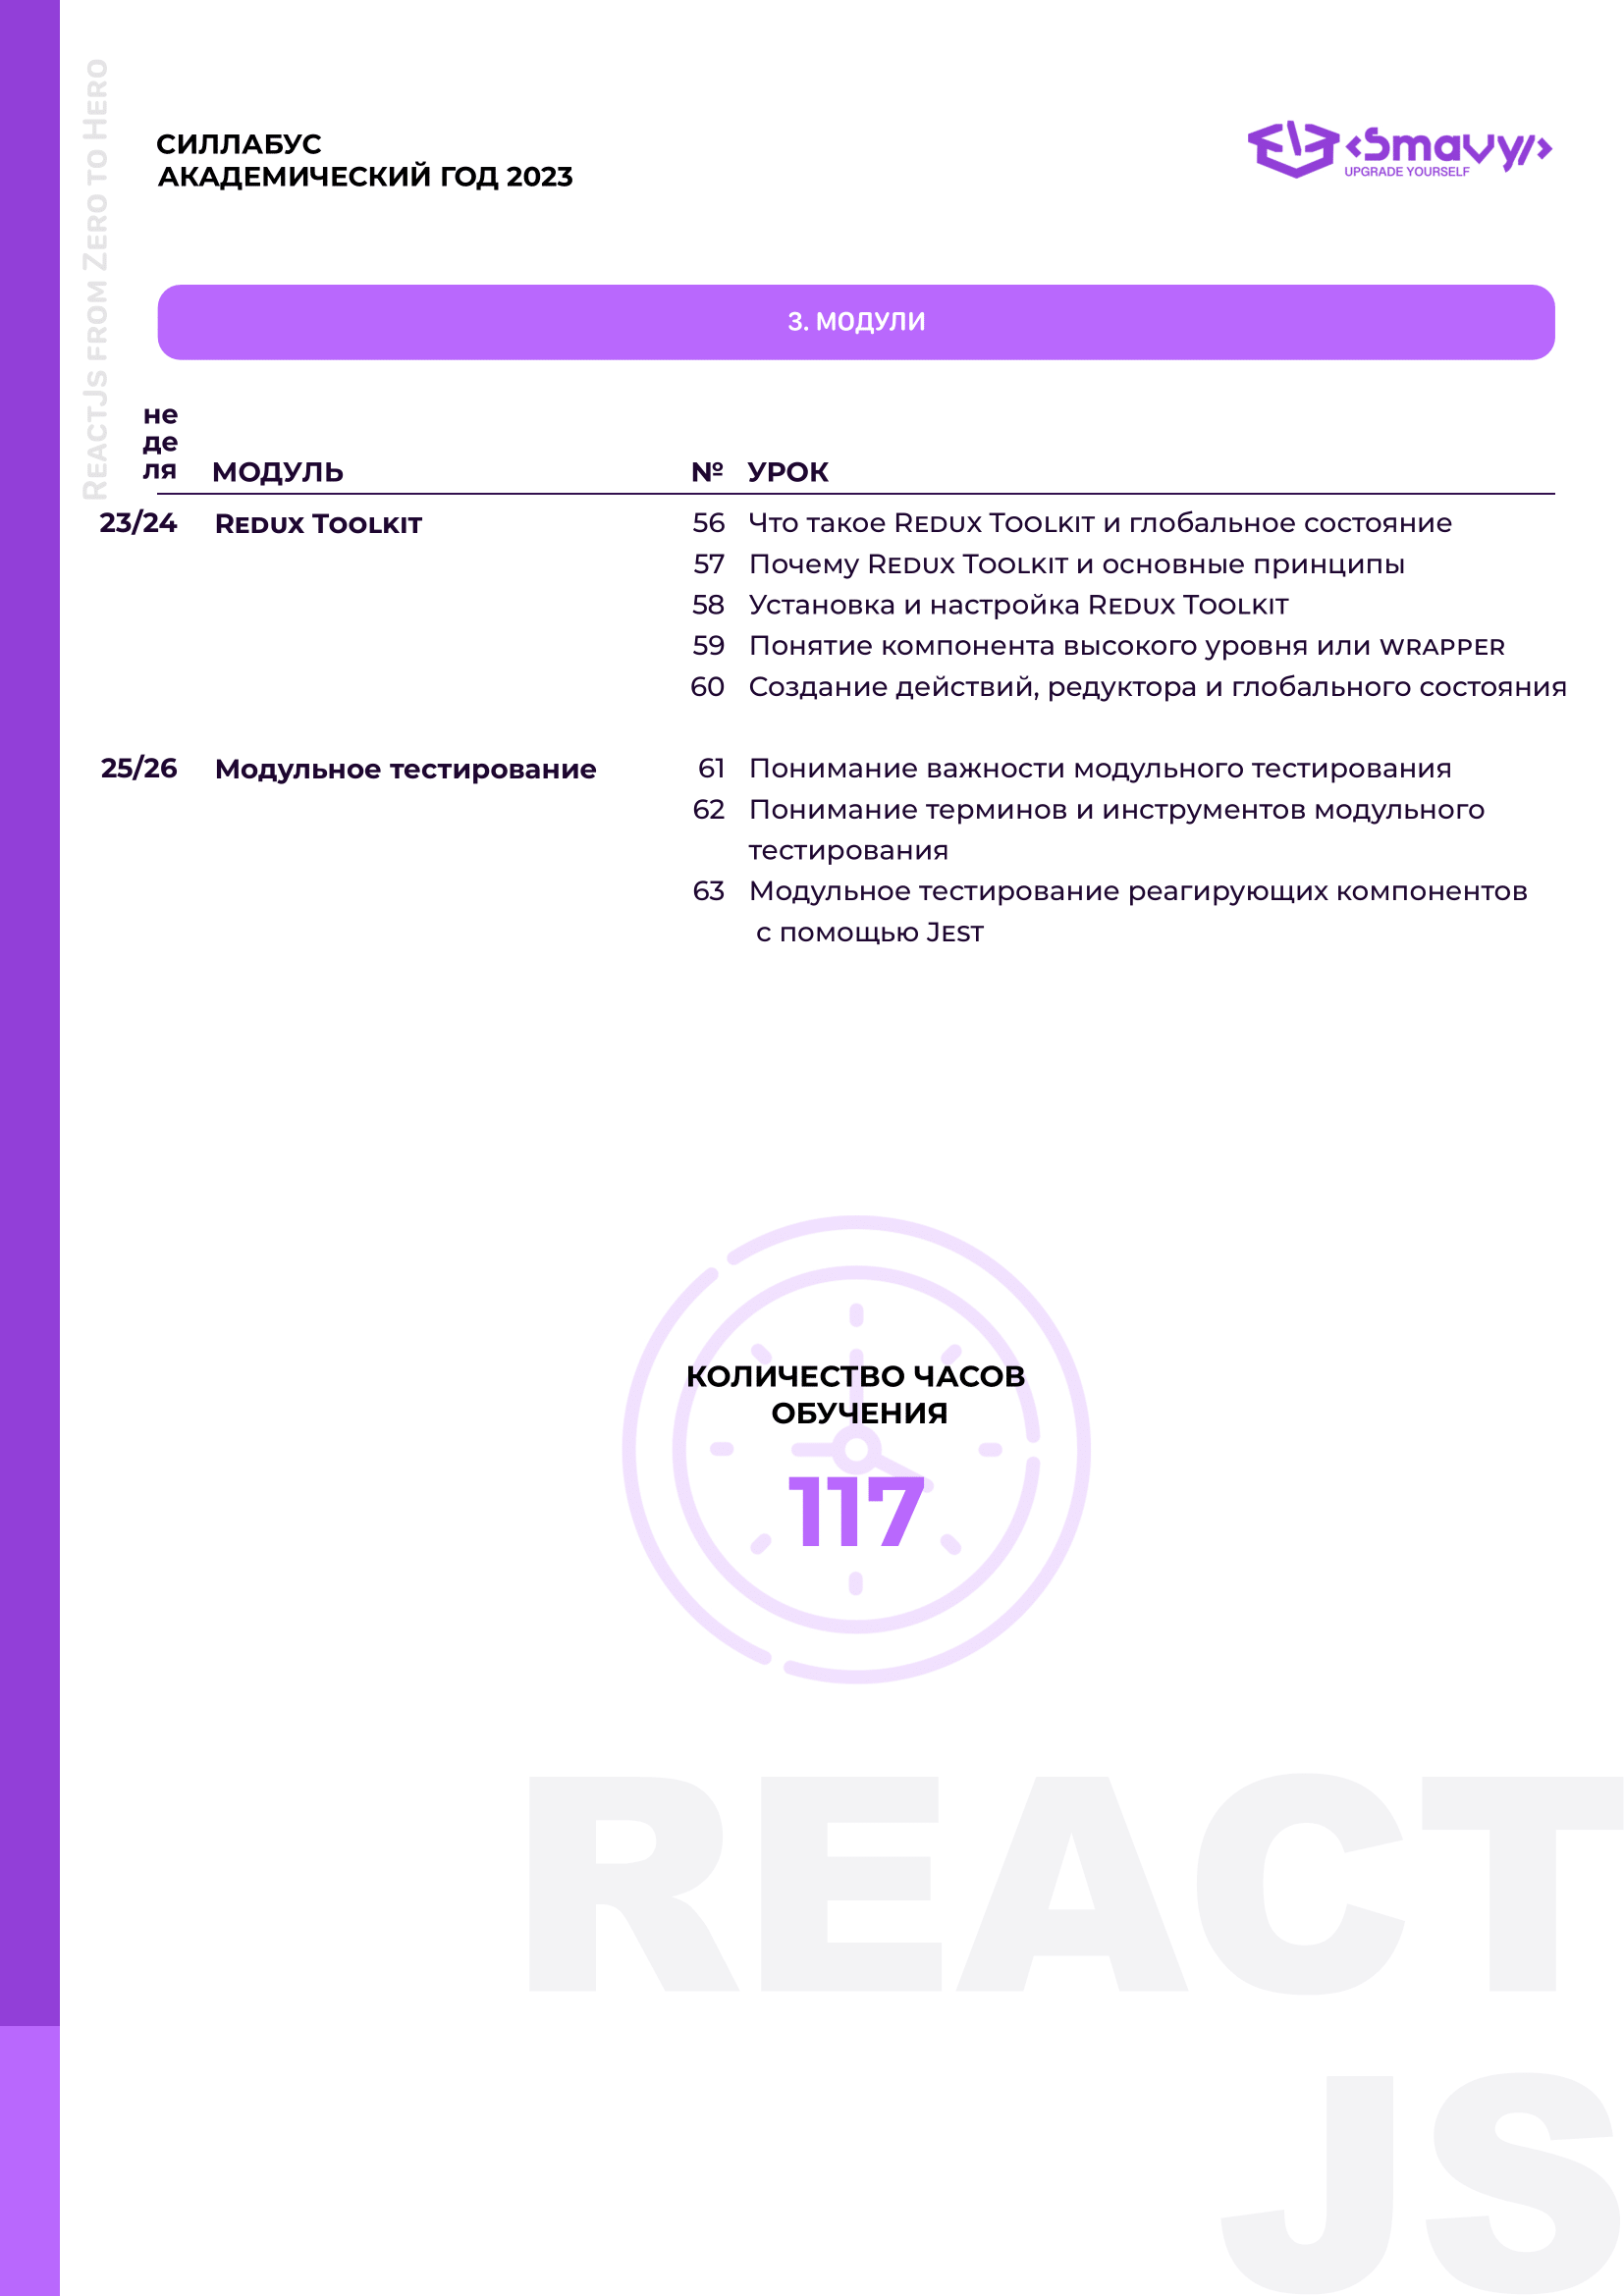 ReactJs from Zero to Hero
СИЛЛАБУС
АКАДЕМИЧЕСКИЙ ГОД 2023
<Smavy/>
UPGRADE YOURSELF
3. МОДУЛИ
не
де
ля
МОДУЛЬ № УРОК
23/24 Redux Toolkit 56 Что такое Redux Toolkit и глобальное состояние
57 Почему Redux Toolkit и основные принципы
58 Установка и настройка Redux Toolkit
59 Понятие компонента высокого уровня или wrapper
60 Создание действий, редуктора и глобального состояния
25/26 Модульное тестирование 61 Понимание важности модульного тестирования
62 Понимание терминов и инструментов модульного
тестирования
63 Модульное тестирование реагирующих компонентов
с помощью Jest
КОЛИЧЕСТВО ЧАСОВ
ОБУЧЕНИЯ
117
REACT
JS